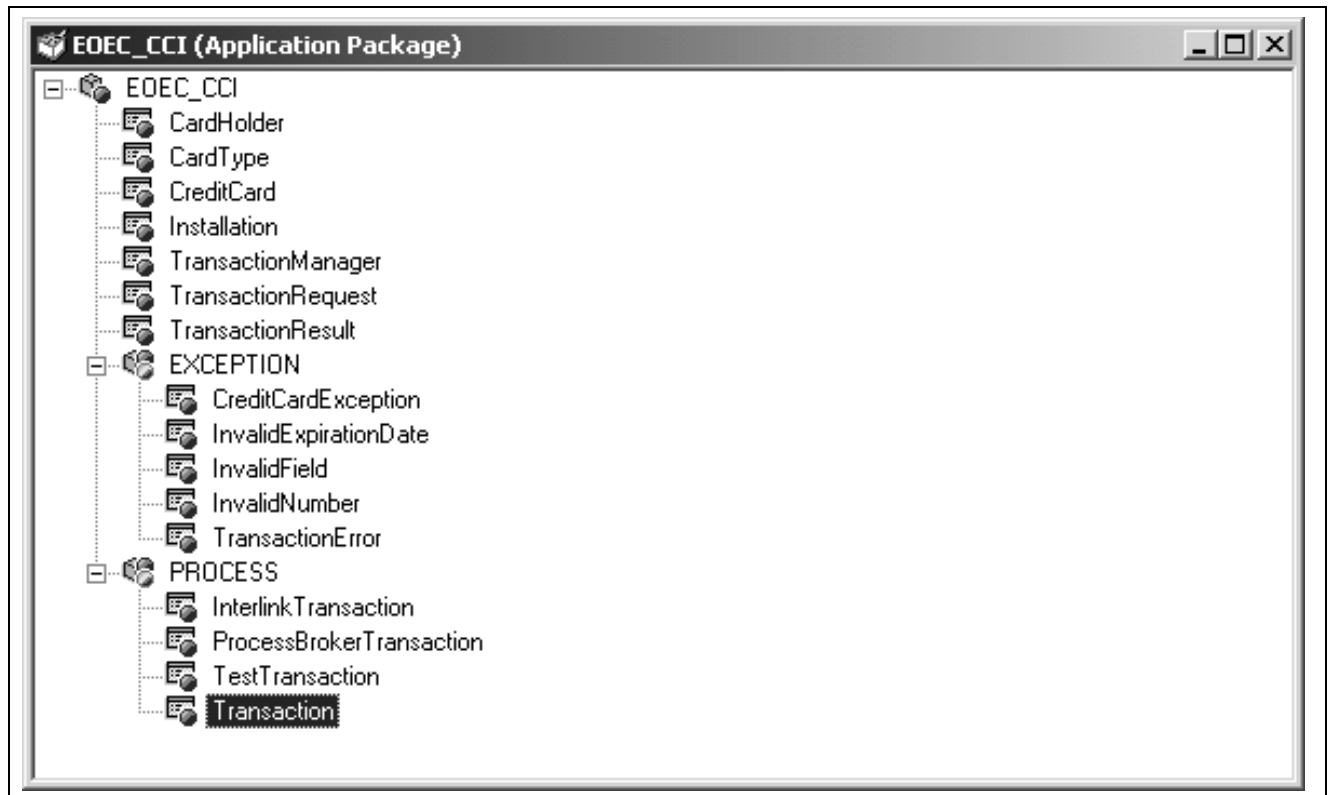 EOEC_CCI (Application Package)
EOEC_CCI
CardHolder
CardType
CreditCard
Installation
TransactionManager
TransactionRequest
TransactionResult
EXCEPTION
CreditCardException
InvalidExpirationDate
InvalidField
InvalidNumber
TransactionError
PROCESS
InterlinkTransaction
ProcessBrokerTransaction
TestTransaction
Transaction